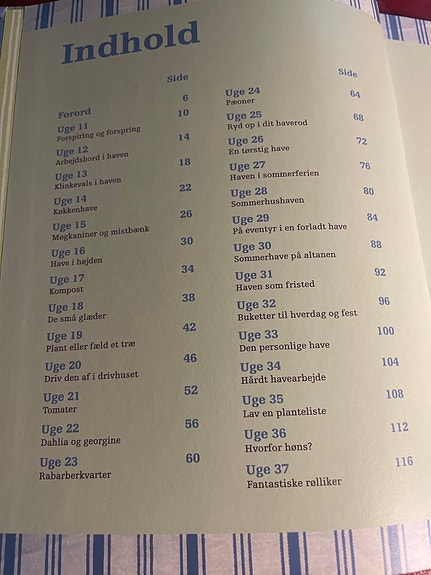 Indhold
Side
Forord 6
Uge 11 10
Forspiring og forspring
Uge 12 14
Arbejdsbord i haven
Uge 13 18
Klinkevals i haven
Uge 14 22
Køkkenhave
Uge 15 26
Møgkaniner og mistbænk
Uge 16 30
Have i højden
Uge 17 34
Kompost
Uge 18 38
De små glæder
Uge 19 42
Plant eller fæld et træ
Uge 20 46
Driv den af i drivhuset
Uge 21 52
Tomater
Uge 22 56
Dahlia og georgine
Uge 23 60
Rabarberkvarter
Side
Uge 24 64
Pæoner
Uge 25 68
Ryd op i dit haverod
Uge 26 72
En tørstig have
Uge 27 76
Haven i sommerferien
Uge 28 80
Sommerhushaven
Uge 29 84
På eventyr i en forladt have
Uge 30 88
Sommerhave på altanen
Uge 31 92
Haven som fristed
Uge 32 96
Buketter til hverdag og fest
Uge 33 100
Den personlige have
Uge 34 104
Hårdt havearbejde
Uge 35 108
Lav en planteliste
Uge 36 112
Hvorfor høns?
Uge 37 116
Fantastiske rølliker